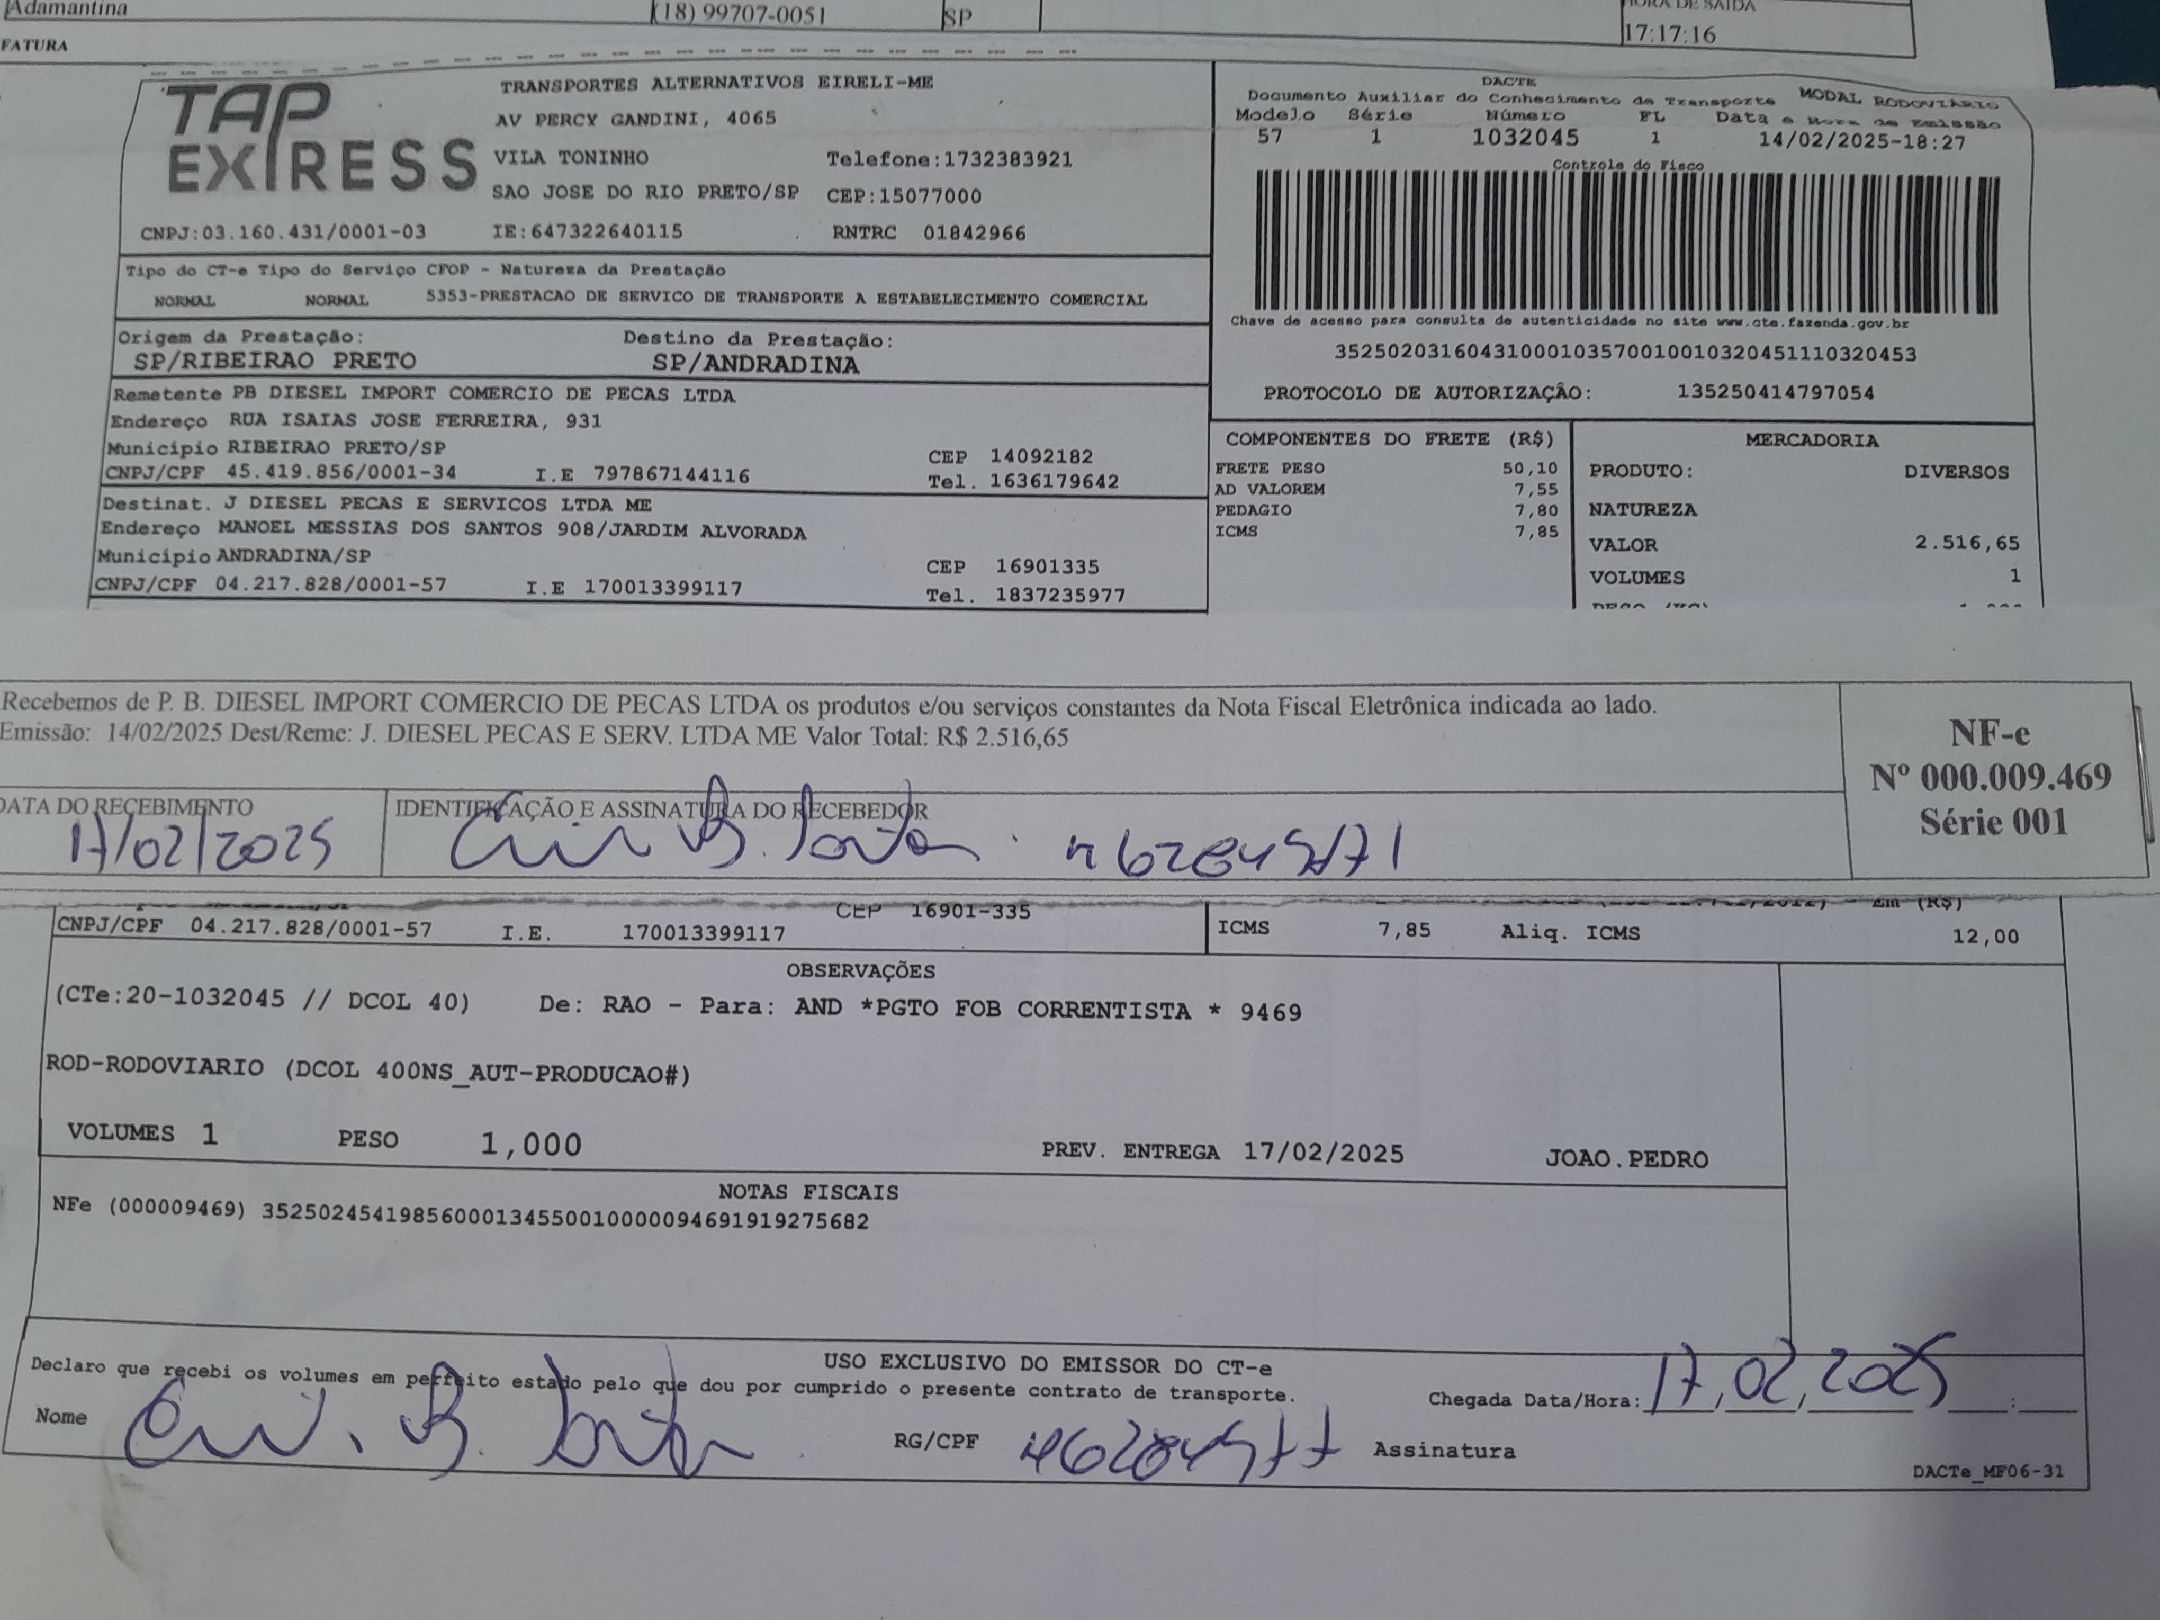 Adamantina (18) 99707-0051 SP
17:17:16
FATURA
TAP EXPRESS
TRANSPORTES ALTERNATIVOS EIRELI-ME
AV PERCY GANDINI, 4065
VILA TONINHO Telefone:1732383921
SAO JOSE DO RIO PRETO/SP CEP:15077000
CNPJ:03.160.431/0001-03 IE:647322640115 RNTRC 01842966
DACTE
Documento Auxiliar do Conhecimento de Transporte MODAL RODOVIÁRIO
Modelo Série Número FL Data e Hora de Emissão
57 1 1032045 1 14/02/2025-18:27
Controle do Fisco
Chave de acesso para consulta de autenticidade no site www.cte.fazenda.gov.br
35250203160431000103570010010320451110320453
PROTOCOLO DE AUTORIZAÇÃO: 135250414797054
Tipo do CT-e Tipo do Serviço CFOP - Natureza da Prestação
NORMAL NORMAL 5353-PRESTACAO DE SERVICO DE TRANSPORTE A ESTABELECIMENTO COMERCIAL
Origem da Prestação: Destino da Prestação:
SP/RIBEIRAO PRETO SP/ANDRADINA
Remetente PB DIESEL IMPORT COMERCIO DE PECAS LTDA
Endereço RUA ISAIAS JOSE FERREIRA, 931
Município RIBEIRAO PRETO/SP CEP 14092182
CNPJ/CPF 45.419.856/0001-34 I.E 797867144116 Tel. 1636179642
Destinat. J DIESEL PECAS E SERVICOS LTDA ME
Endereço MANOEL MESSIAS DOS SANTOS 908/JARDIM ALVORADA
Município ANDRADINA/SP CEP 16901335
CNPJ/CPF 04.217.828/0001-57 I.E 170013399117 Tel. 1837235977
COMPONENTES DO FRETE (R$)
FRETE PESO 50,10
AD VALOREM 7,55
PEDAGIO 7,80
ICMS 7,85
MERCADORIA
PRODUTO: DIVERSOS
NATUREZA
VALOR 2.516,65
VOLUMES 1
Recebemos de P. B. DIESEL IMPORT COMERCIO DE PECAS LTDA os produtos e/ou serviços constantes da Nota Fiscal Eletrônica indicada ao lado.
Emissão: 14/02/2025 Dest/Reme: J. DIESEL PECAS E SERV. LTDA ME Valor Total: R$ 2.516,65
DATA DO RECEBIMENTO IDENTIFICAÇÃO E ASSINATURA DO RECEBEDOR
17/02/2025
NF-e
Nº 000.009.469
Série 001
CEP 16901-335
CNPJ/CPF 04.217.828/0001-57 I.E. 170013399117
Em (R$)
ICMS 7,85 Aliq. ICMS 12,00
OBSERVAÇÕES
(CTe:20-1032045 // DCOL 40) De: RAO - Para: AND *PGTO FOB CORRENTISTA * 9469
ROD-RODOVIARIO (DCOL 400NS_AUT-PRODUCAO#)
VOLUMES 1 PESO 1,000 PREV. ENTREGA 17/02/2025 JOAO.PEDRO
NOTAS FISCAIS
NFe (000009469) 35250245419856000134550010000094691919275682
USO EXCLUSIVO DO EMISSOR DO CT-e
Declaro que recebi os volumes em perfeito estado pelo que dou por cumprido o presente contrato de transporte.
Chegada Data/Hora: 17,02,2025 :
Nome RG/CPF Assinatura
DACTe_MF06-31